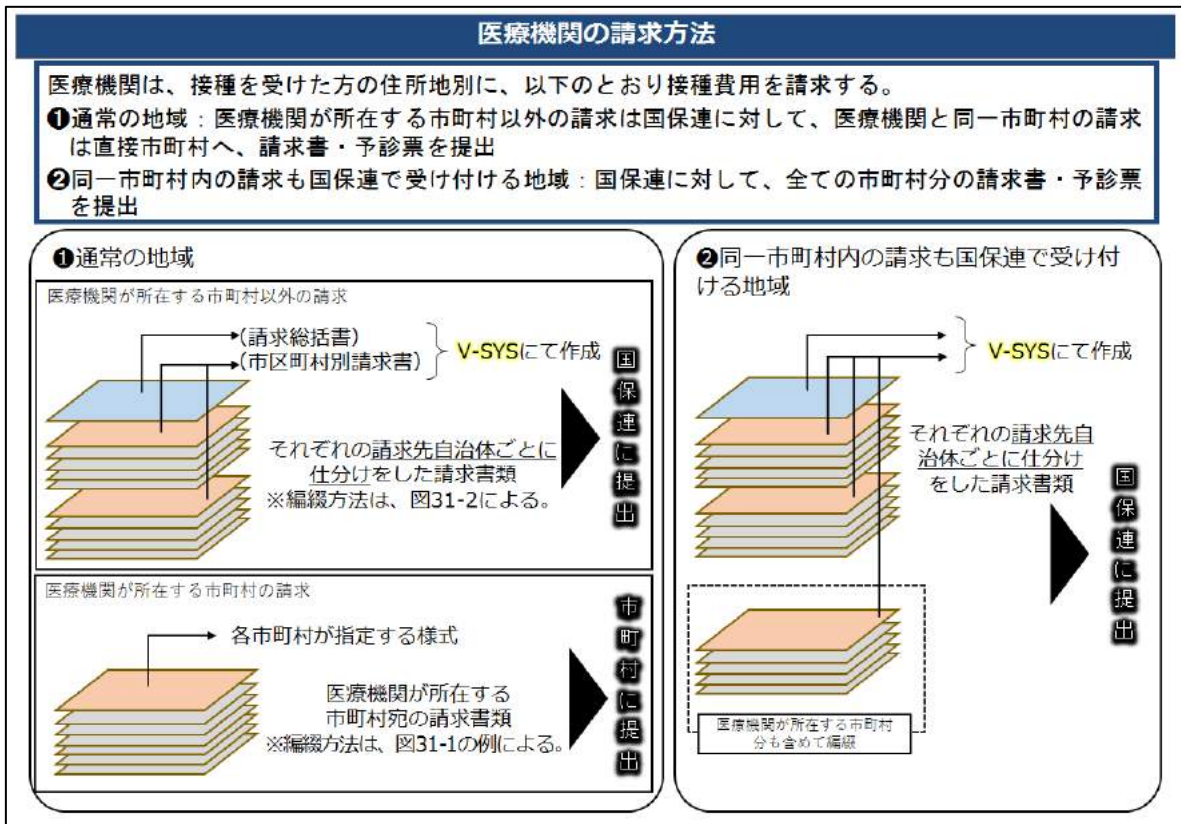 医療機関の請求方法
医療機関は、接種を受けた方の住所地別に、以下のとおり接種費用を請求する。
❶通常の地域：医療機関が所在する市町村以外の請求は国保連に対して、医療機関と同一市町村の請求
は直接市町村へ、請求書・予診票を提出
❷同一市町村内の請求も国保連で受け付ける地域：国保連に対して、全ての市町村分の請求書・予診票
を提出
❶通常の地域
医療機関が所在する市町村以外の請求
(請求総括書)
(市区町村別請求書)
V-SYSにて作成
それぞれの請求先自治体ごとに
仕分けをした請求書類
※編綴方法は、図31-2による。
国保連に提出
医療機関が所在する市町村の請求
各市町村が指定する様式
医療機関が所在する
市町村宛の請求書類
※編綴方法は、図31-1の例による。
市町村に提出
❷同一市町村内の請求も国保連で受け付
ける地域
V-SYSにて作成
それぞれの請求先自
治体ごとに仕分け
をした請求書類
国保連に提出
医療機関が所在する市町村
分も含めて編綴